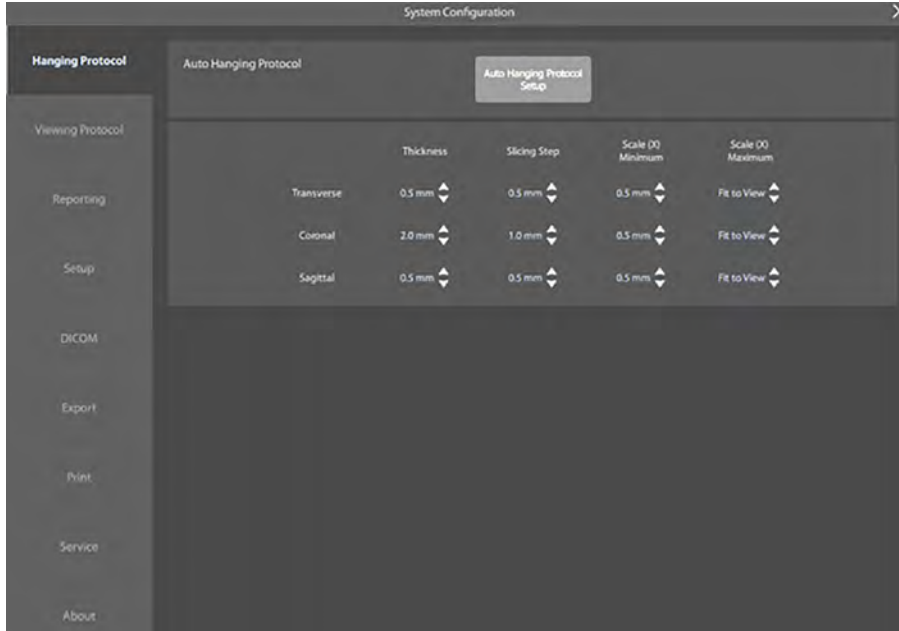 System Configuration
Hanging Protocol
Auto Hanging Protocol
Auto Hanging Protocol
Setup
Viewing Protocol
Reporting
Setup
DICOM
Export
Print
Service
About
Thickness
Slicing Step
Scale (X)
Minimum
Scale (X)
Maximum
Transverse 0.5 mm 0.5 mm 0.5 mm Fit to View
Coronal 2.0 mm 1.0 mm 0.5 mm Fit to View
Sagittal 0.5 mm 0.5 mm 0.5 mm Fit to View